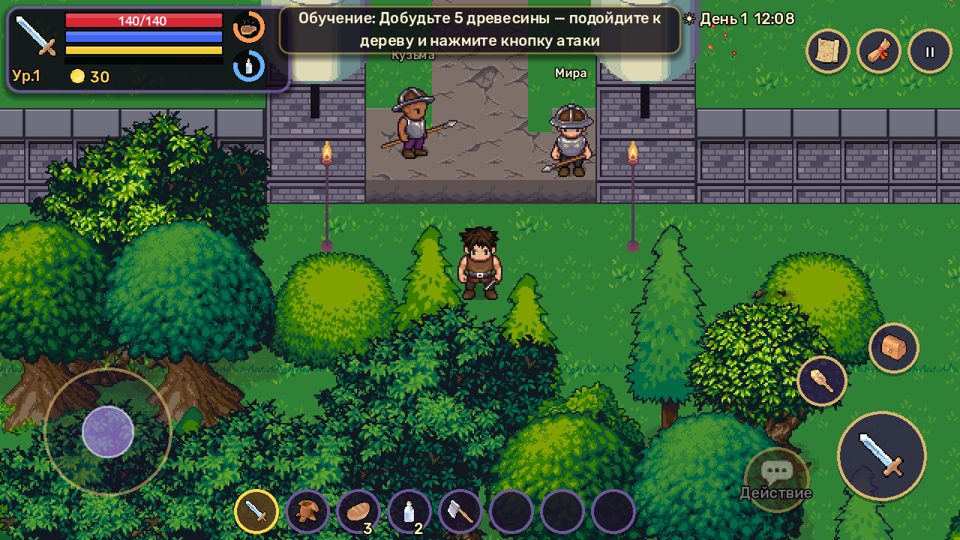 140/140
Ур.1
30
Обучение: Добудьте 5 древесины — подойдите к
дереву и нажмите кнопку атаки
День 1 12:08
Кузьма
Мира
Действие
3
2